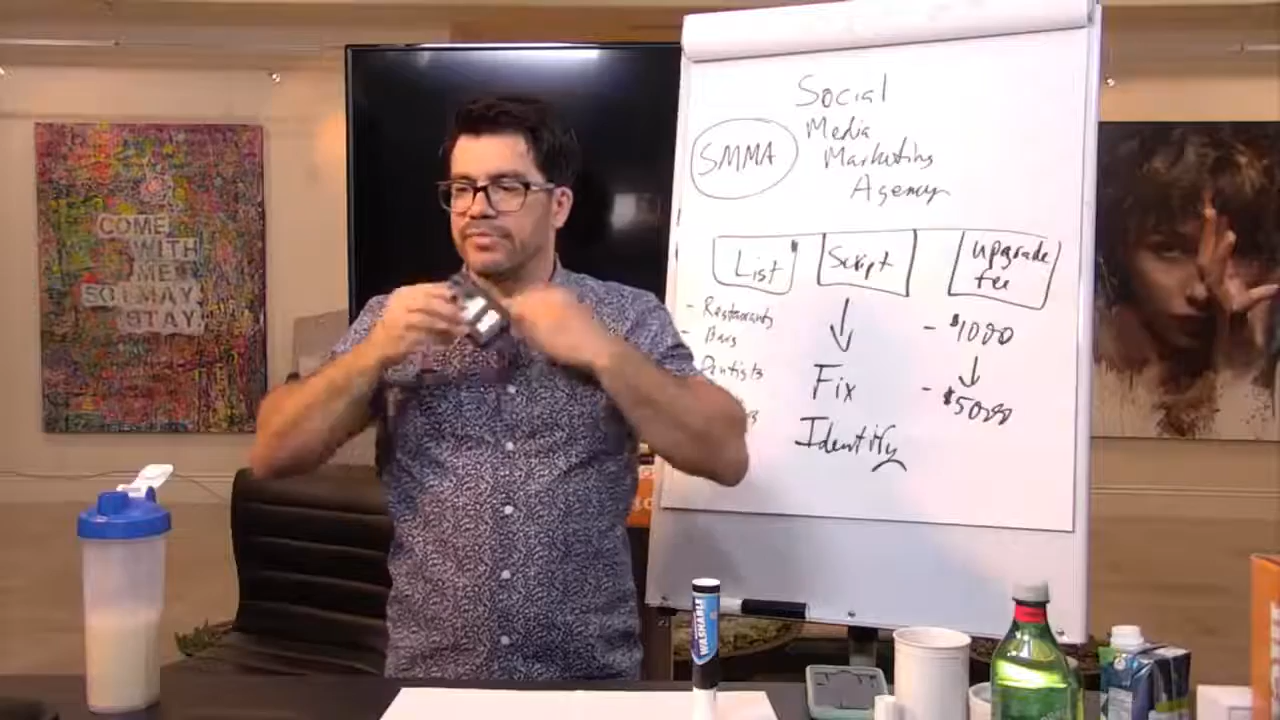 COME
WITH
ME
SO I MAY
STAY.
Social
Media
Marketing
Agency
SMMA
List
- Restaurants
- Bars
Dentists
Script
Fix
Identify
upgrade
fee
- $1000
- $5000
WASHABLE